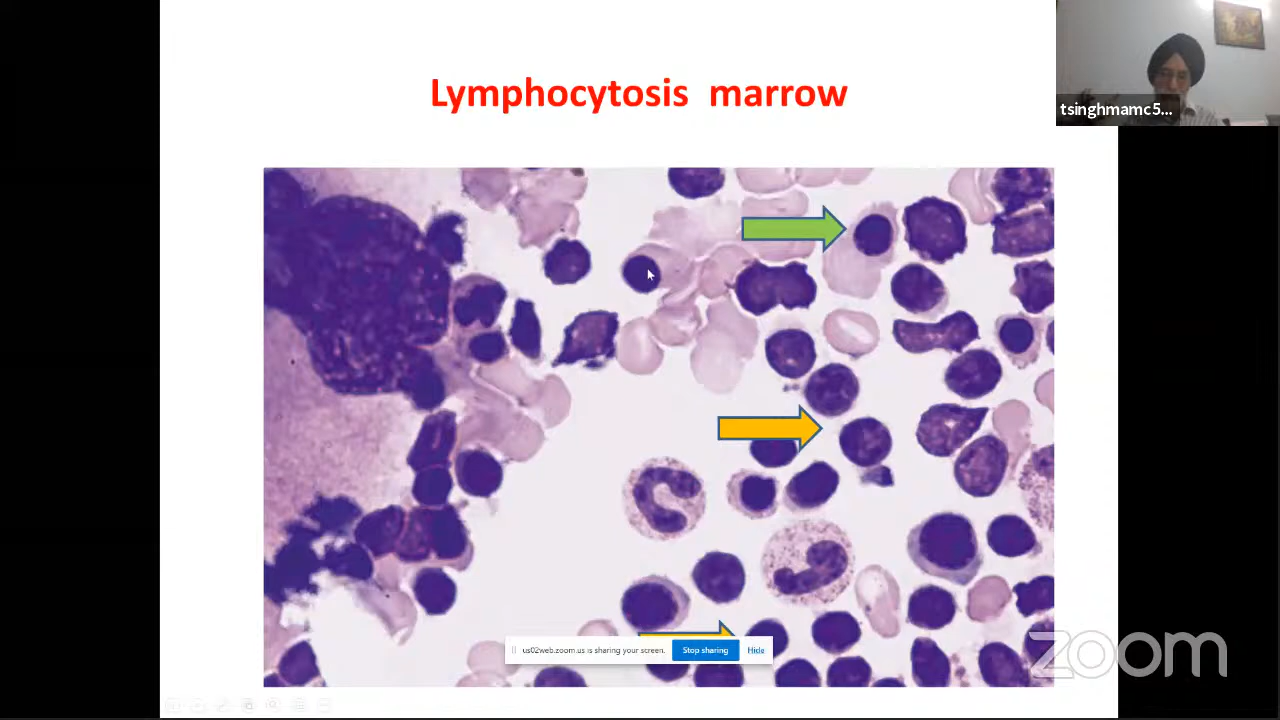 Lymphocytosis marrow
tsinghmamc5...
us02web.zoom.us is sharing your screen.
Stop sharing
Hide
zoom